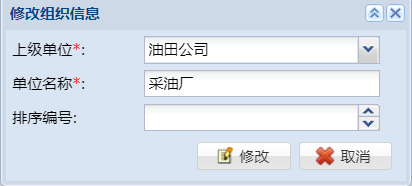 修改组织信息
上级单位*: 油田公司
单位名称*: 采油厂
排序编号:
修改 取消